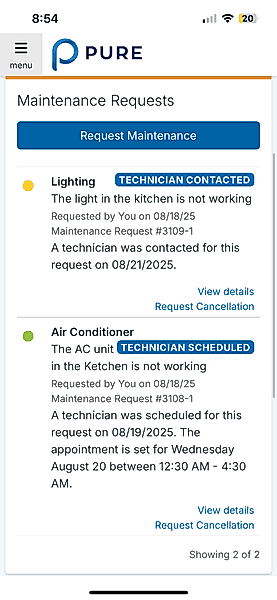 8:54
20
menu
PURE
Maintenance Requests
Request Maintenance
Lighting
TECHNICIAN CONTACTED
The light in the kitchen is not working
Requested by You on 08/18/25
Maintenance Request #3109-1
A technician was contacted for this
request on 08/21/2025.
View details
Request Cancellation
Air Conditioner
The AC unit TECHNICIAN SCHEDULED
in the Ketchen is not working
Requested by You on 08/18/25
Maintenance Request #3108-1
A technician was scheduled for this
request on 08/19/2025. The
appointment is set for Wednesday
August 20 between 12:30 AM - 4:30
AM.
View details
Request Cancellation
Showing 2 of 2